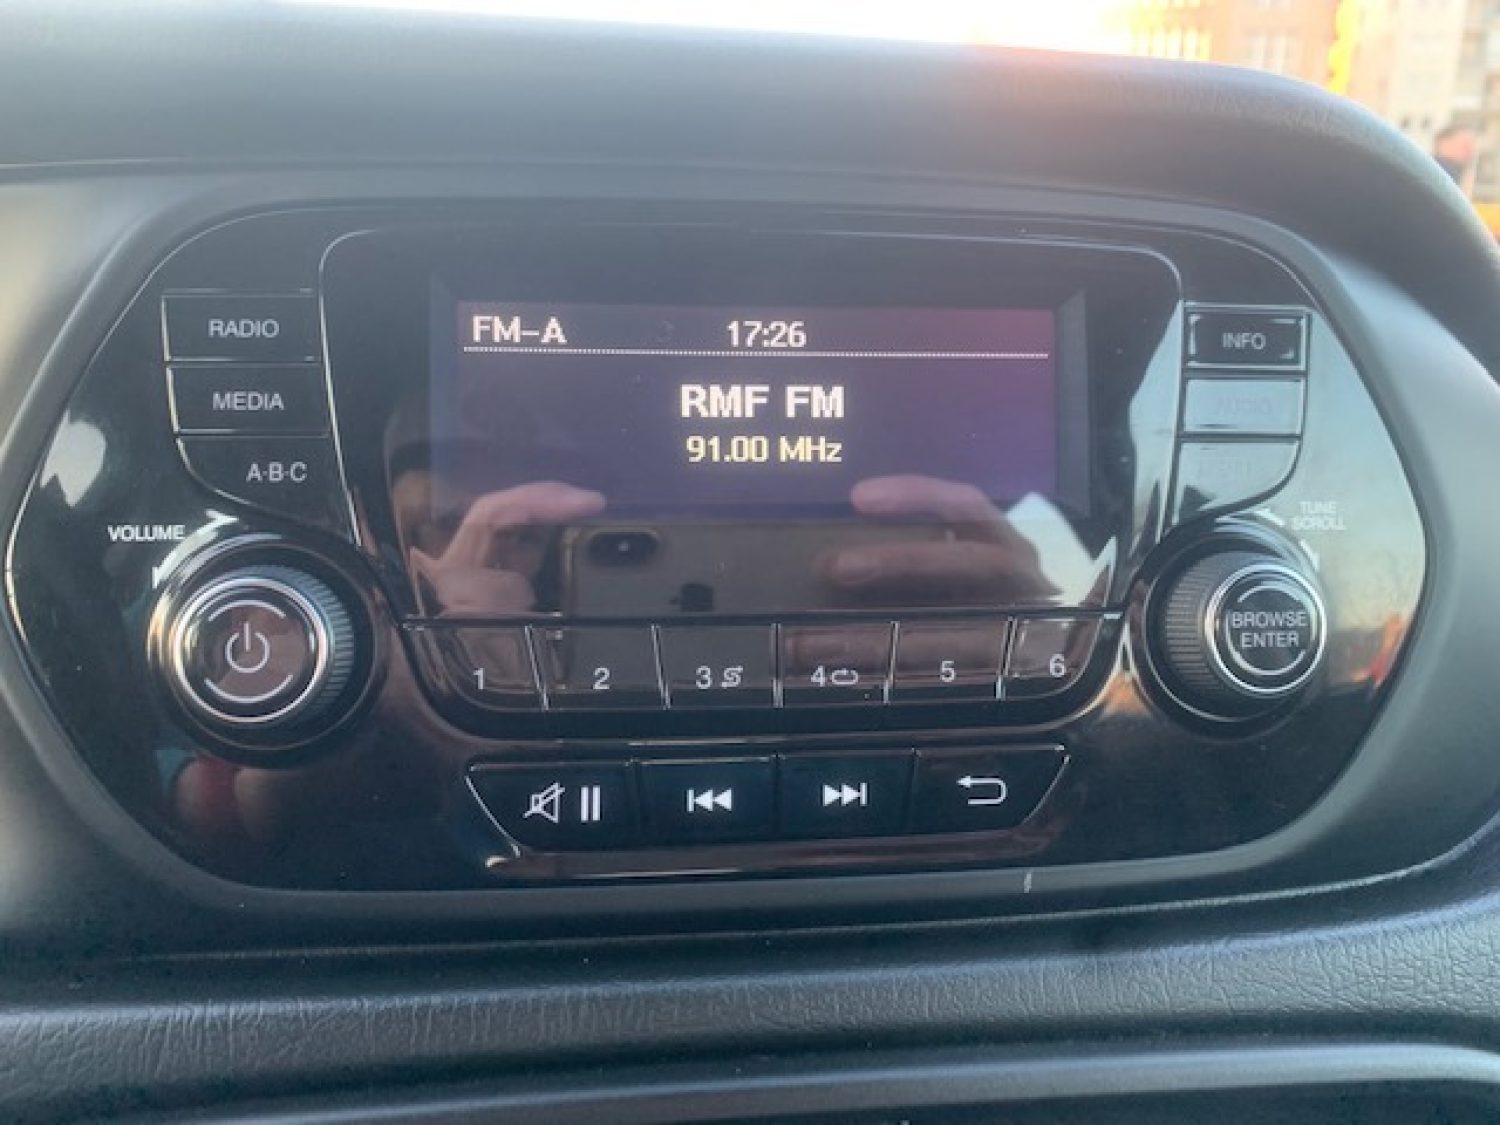 FM-A 17:26
RMF FM
91.00 MHz
RADIO
MEDIA
A·B·C
VOLUME
INFO
AUDIO
TUNE
SCROLL
BROWSE
ENTER
1 2 3 4 5 6